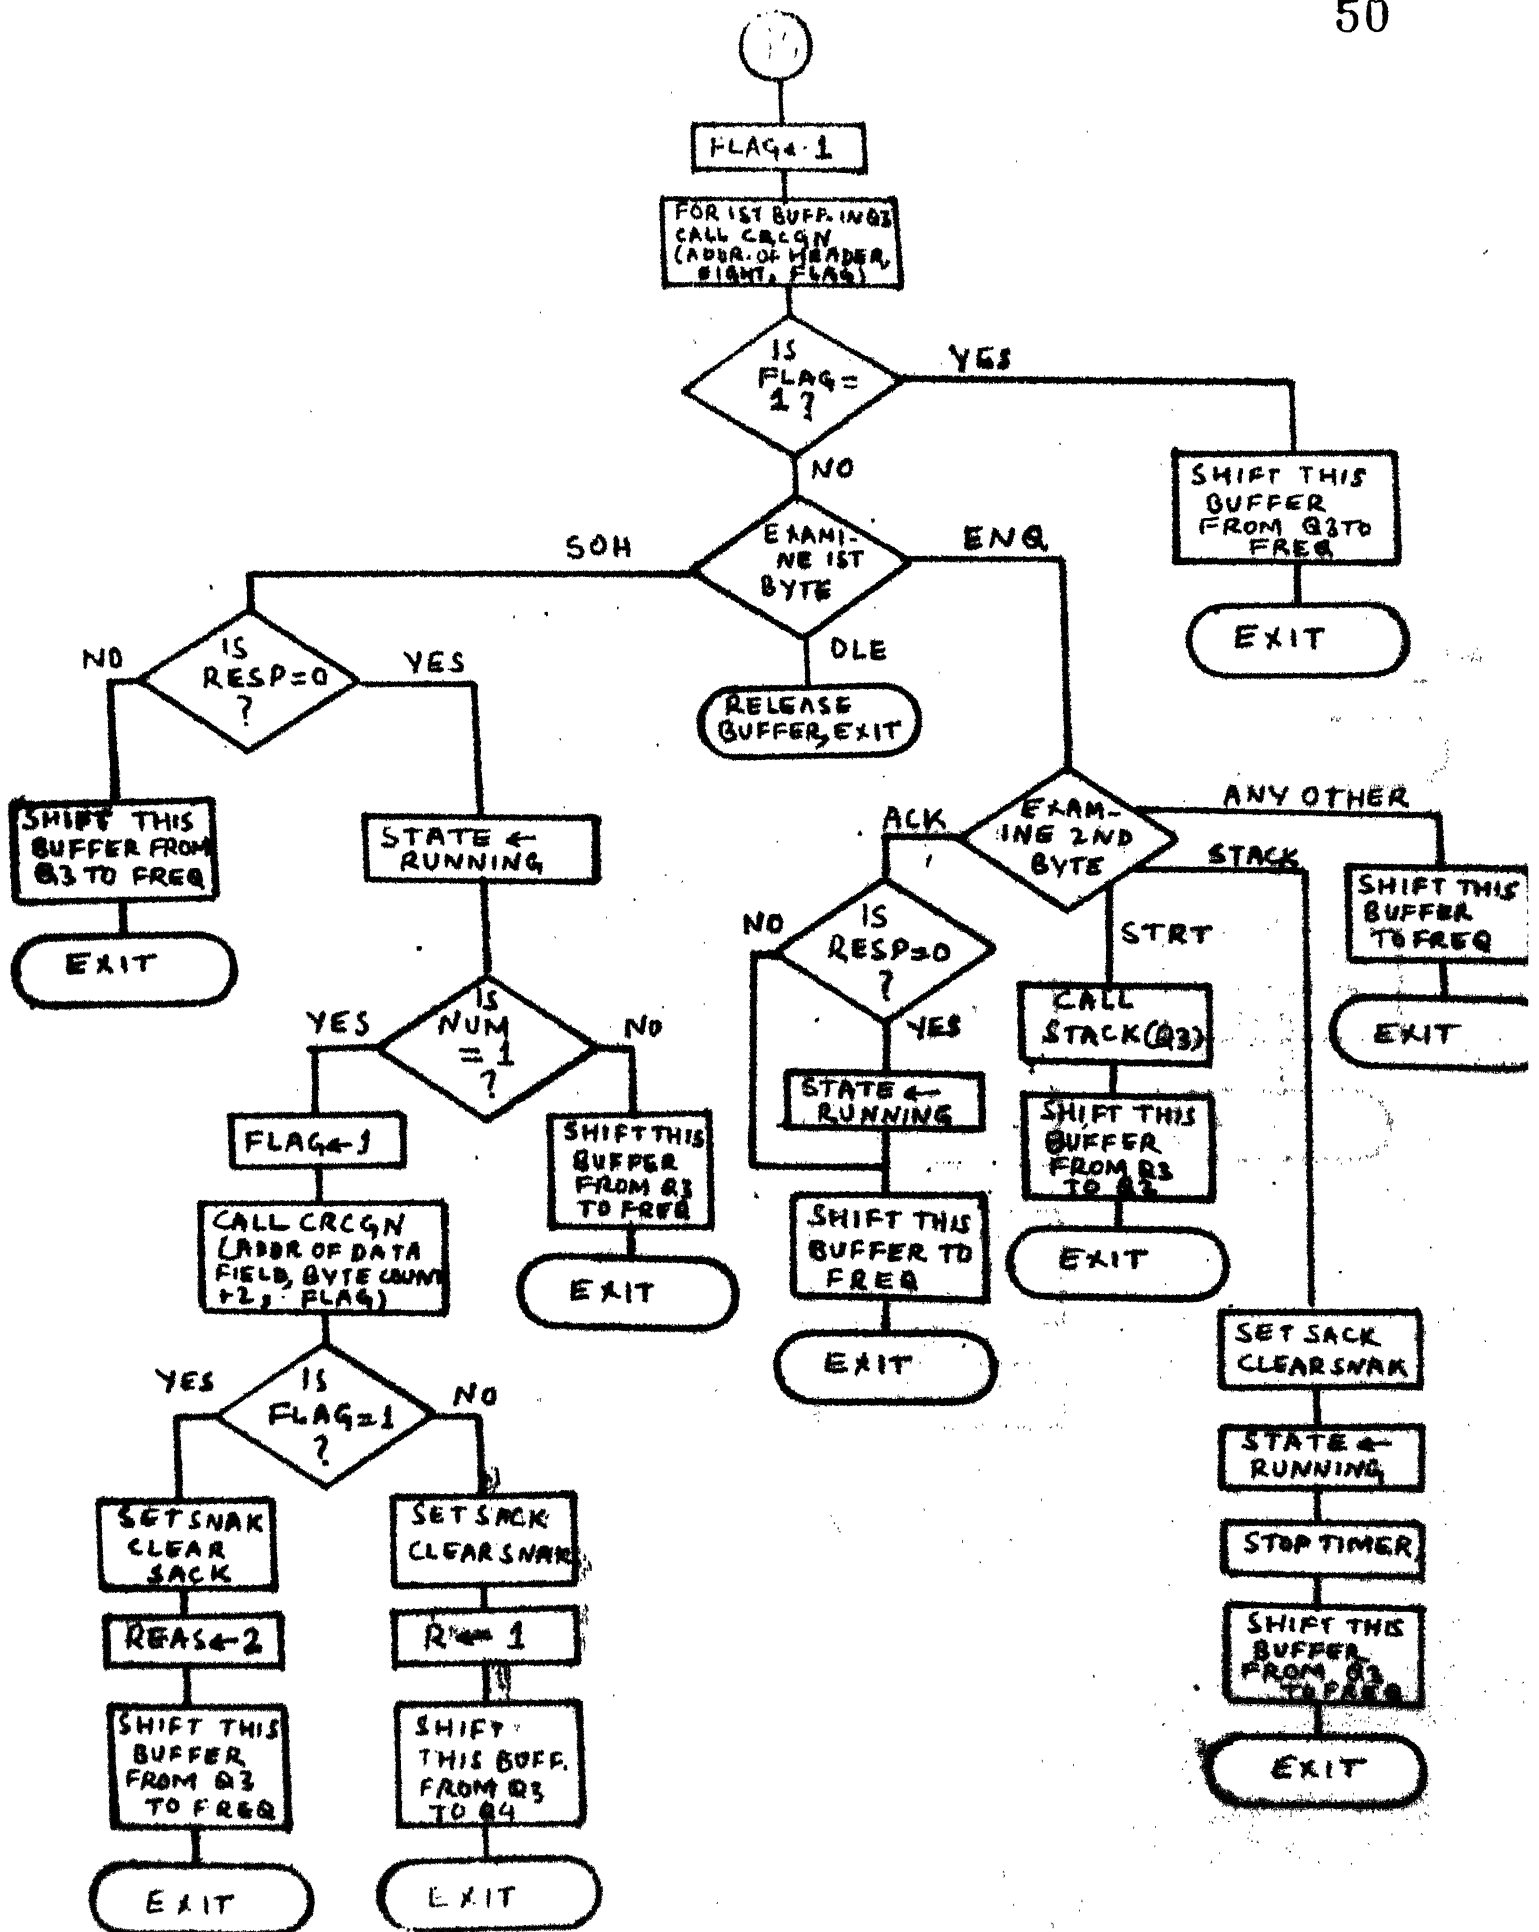 50
FLAG← 1
FOR 1ST BUFF. IN Q3
CALL CRCGN
(ADDR. OF HEADER,
EIGHT, FLAG)
IS
FLAG=
1 ?
YES
NO
SHIFT THIS
BUFFER
FROM Q3 TO
FREQ
EXIT
EXAMI-
NE 1ST
BYTE
SOH
ENQ
DLE
RELEASE
BUFFER, EXIT
IS
RESP=0
?
NO
YES
SHIFT THIS
BUFFER FROM
Q3 TO FREQ
EXIT
STATE ←
RUNNING
IS
NUM
= 1
?
YES
NO
FLAG←1
CALL CRCGN
(ADDR OF DATA
FIELD, BYTE COUNT
+2, FLAG)
SHIFT THIS
BUFFER
FROM Q3
TO FREQ
EXIT
IS
FLAG=1
?
YES
NO
SET SNAK
CLEAR
SACK
REAS←2
SHIFT THIS
BUFFER
FROM Q3
TO FREQ
EXIT
SET SACK
CLEAR SNAK
R ← 1
SHIFT
THIS BUFF.
FROM Q3
TO Q4
EXIT
EXAM-
INE 2ND
BYTE
ACK
ANY OTHER
STACK
STRT
IS
RESP=0
?
NO
YES
STATE ←
RUNNING
SHIFT THIS
BUFFER TO
FREQ
EXIT
CALL
STACK(Q3)
SHIFT THIS
BUFFER
FROM Q3
TO Q2
EXIT
SHIFT THIS
BUFFER
TO FREQ
EXIT
SET SACK
CLEAR SNAK
STATE ←
RUNNING
STOP TIMER
SHIFT THIS
BUFFER
FROM Q3
TO FREQ
EXIT